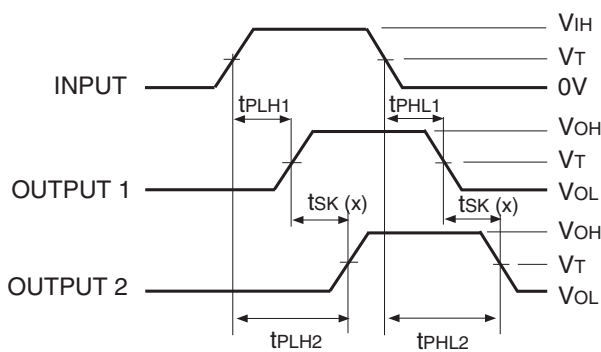 VIH
VT
INPUT
0V
tPLH1
tPHL1
VOH
VT
OUTPUT 1
VOL
tSK (x)
tSK (x)
VOH
VT
OUTPUT 2
VOL
tPLH2
tPHL2